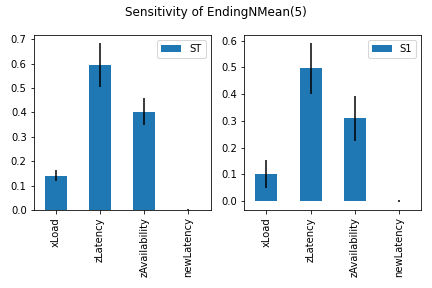 Sensitivity of EndingNMean(5)
ST
0.7
0.6
0.5
0.4
0.3
0.2
0.1
0.0
xLoad
zLatency
zAvailability
newLatency
S1
0.6
0.5
0.4
0.3
0.2
0.1
0.0
xLoad
zLatency
zAvailability
newLatency